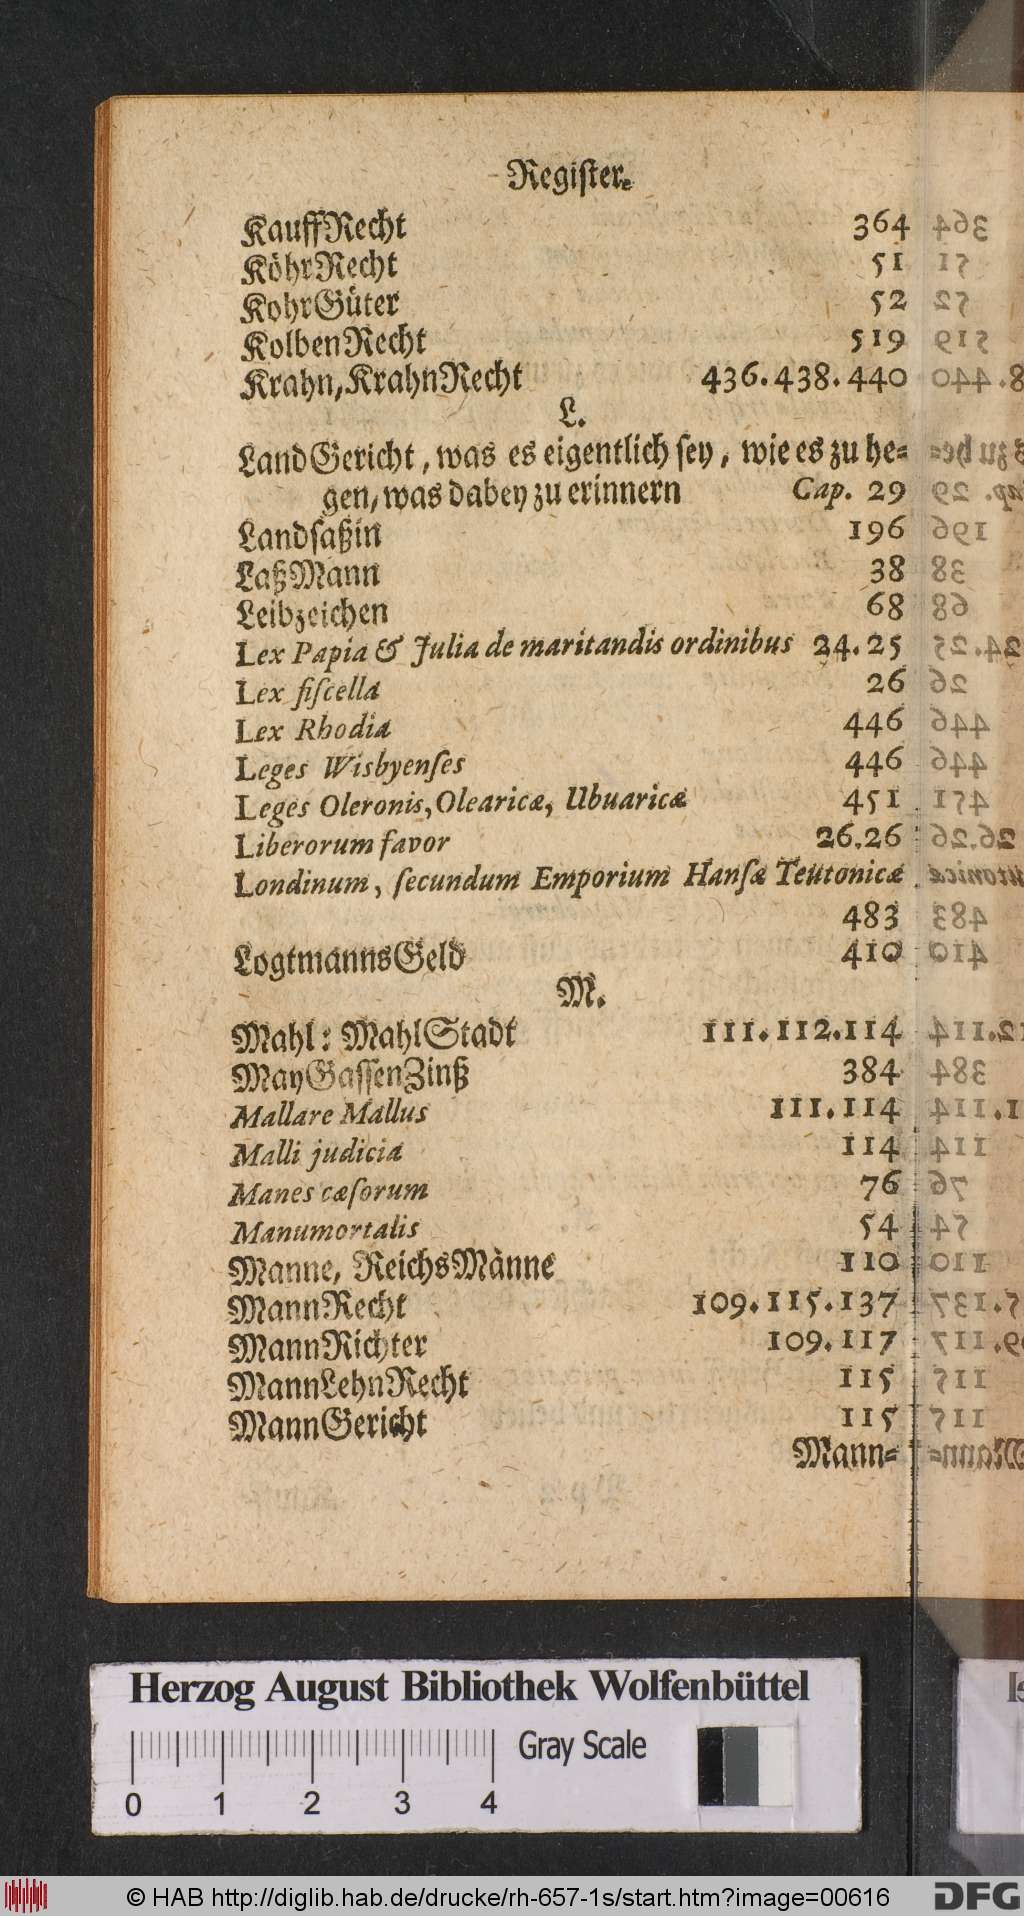 Regiſter.
KauffRecht 364
KöhrRecht 51
KohrGüter 52
KolbenRecht 519
Krahn, KrahnRecht 436. 438. 440
L.
LandGericht, was es eigentlich ſey, wie es zu he-
gen, was dabey zu erinnern Cap. 29
Landſaßin 196
LaßMann 38
Leibzeichen 68
Lex Papia & Julia de maritandis ordinibus 24. 25
Lex fiſcella 26
Lex Rhodia 446
Leges Wisbyenſes 446
Leges Oleronis, Olearicæ, Ubuaricæ 451
Liberorum favor 26. 26
Londinum, ſecundum Emporium Hanſæ Teutonicæ
483
LogtmannsGeld 410
M.
Mahl: MahlStadt 111. 112. 114
MayGaſſenZinß 384
Mallare Mallus 111. 114
Malli judicia 114
Manes cæſorum 76
Manumortalis 54
Manne, ReichsMånne 110
MannRecht 109. 115. 137
MannRichter 109. 117
MannLehnRecht 115
MannGericht 115
Mann-
Herzog August Bibliothek Wolfenbüttel
Gray Scale
0 1 2 3 4
© HAB http://diglib.hab.de/drucke/rh-657-1s/start.htm?image=00616
DFG